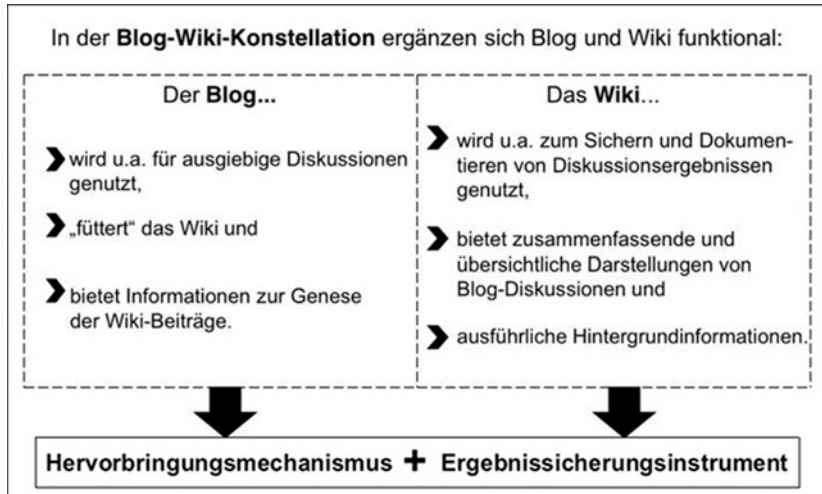 In der Blog-Wiki-Konstellation ergänzen sich Blog und Wiki funktional:
Der Blog...
wird u.a. für ausgiebige Diskussionen
genutzt,
„füttert“ das Wiki und
bietet Informationen zur Genese
der Wiki-Beiträge.
Das Wiki...
wird u.a. zum Sichern und Dokumen-
tieren von Diskussionsergebnissen
genutzt,
bietet zusammenfassende und
übersichtliche Darstellungen von
Blog-Diskussionen und
ausführliche Hintergrundinformationen.
Hervorbringungsmechanismus + Ergebnissicherungsinstrument